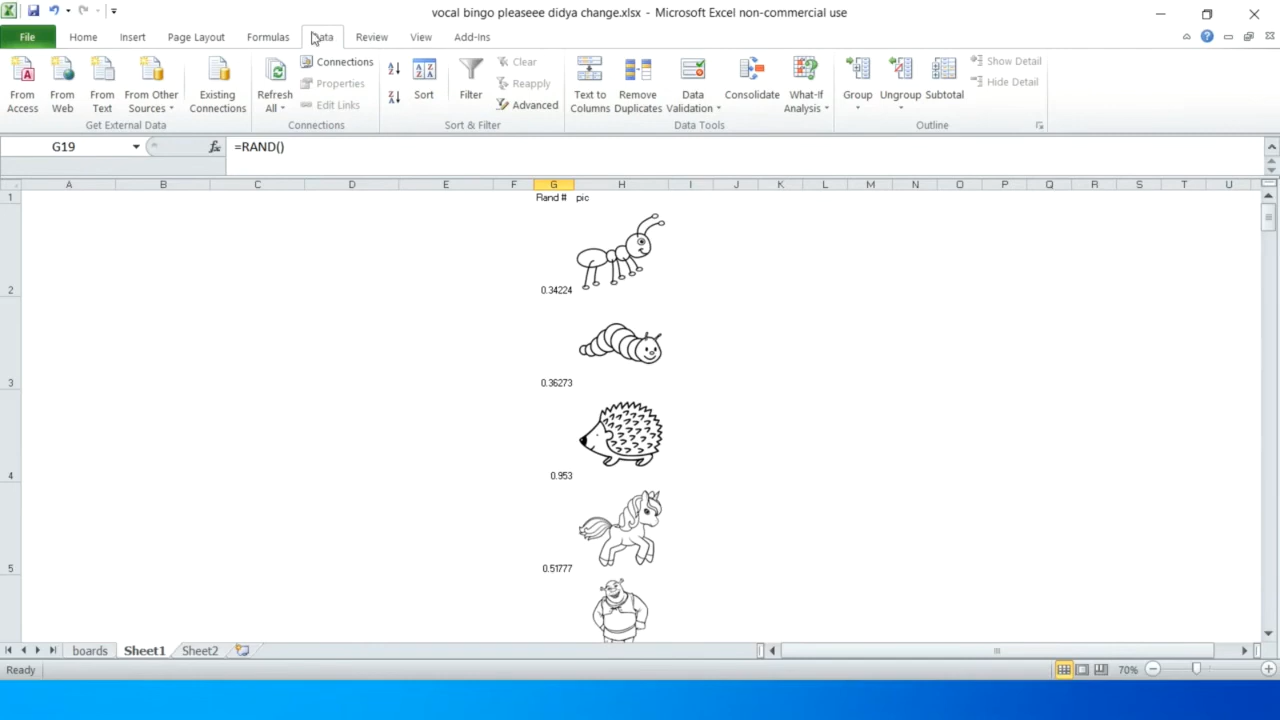 vocal bingo pleaseee didya change.xlsx - Microsoft Excel non-commercial use
File Home Insert Page Layout Formulas Data Review View Add-Ins
From Access
From Web
From Text
From Other Sources
Existing Connections
Get External Data
Refresh All
Connections
Properties
Edit Links
Connections
Sort
Filter
Clear
Reapply
Advanced
Sort & Filter
Text to Columns
Remove Duplicates
Data Validation
Consolidate
What-If Analysis
Data Tools
Group
Ungroup
Subtotal
Show Detail
Hide Detail
Outline
G19 fx =RAND()
A B C D E F G H I J K L M N O P Q R S T U
1 Rand # pic
2 0.34224
3 0.36273
4 0.953
5 0.51777
boards Sheet1 Sheet2
Ready 70%